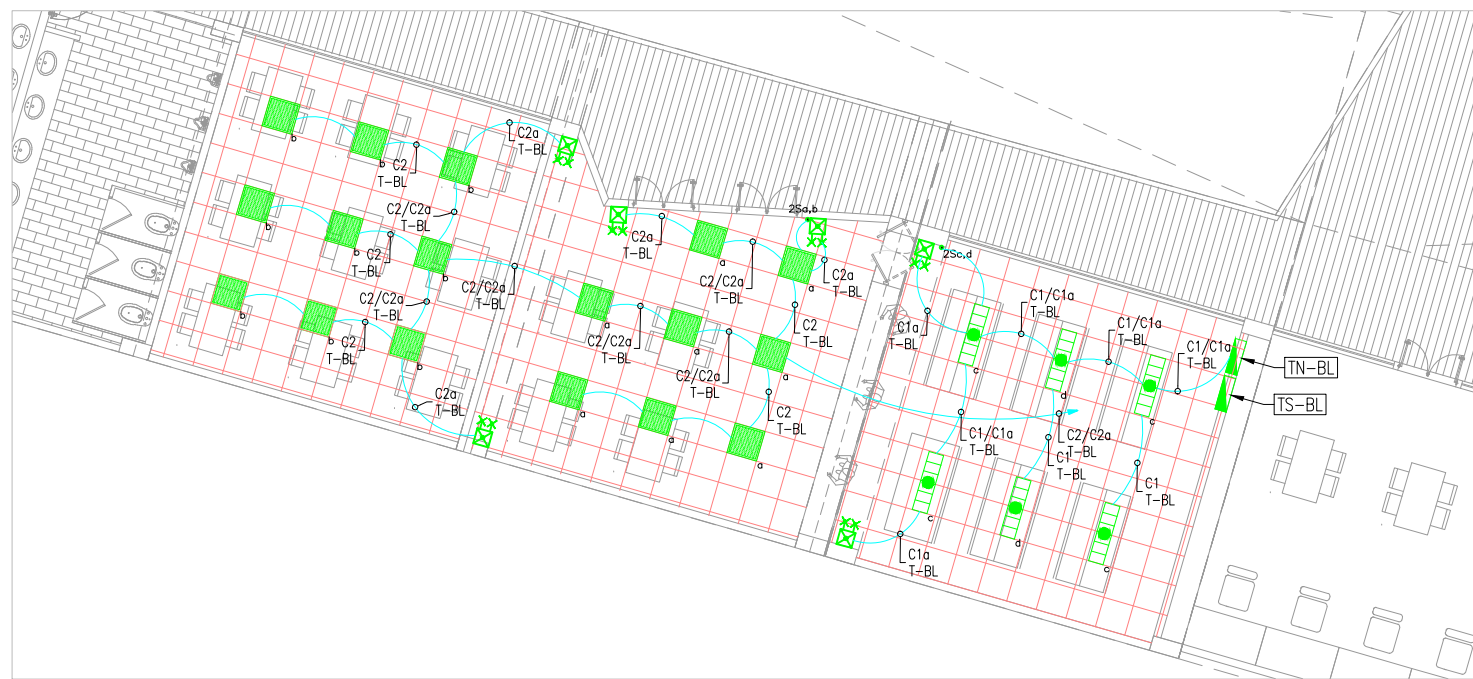 C2a
T-BL
b
b
C2
T-BL
b
C2/C2a
T-BL
b
b
C2
T-BL
b
C2/C2a
T-BL
C2/C2a
T-BL
b
b
C2
T-BL
b
C2a
T-BL
2Sa,b
C2a
T-BL
a
C2/C2a
T-BL
a
C2a
T-BL
a
C2/C2a
T-BL
a
C2/C2a
T-BL
C2
T-BL
a
a
a
C2
T-BL
a
2Sc,d
C1a
T-BL
C1/C1a
T-BL
C1/C1a
T-BL
C1/C1a
T-BL
c
d
c
TN-BL
TS-BL
C1/C1a
T-BL
C2/C2a
T-BL
C1
T-BL
C1
T-BL
c
d
c
C1a
T-BL